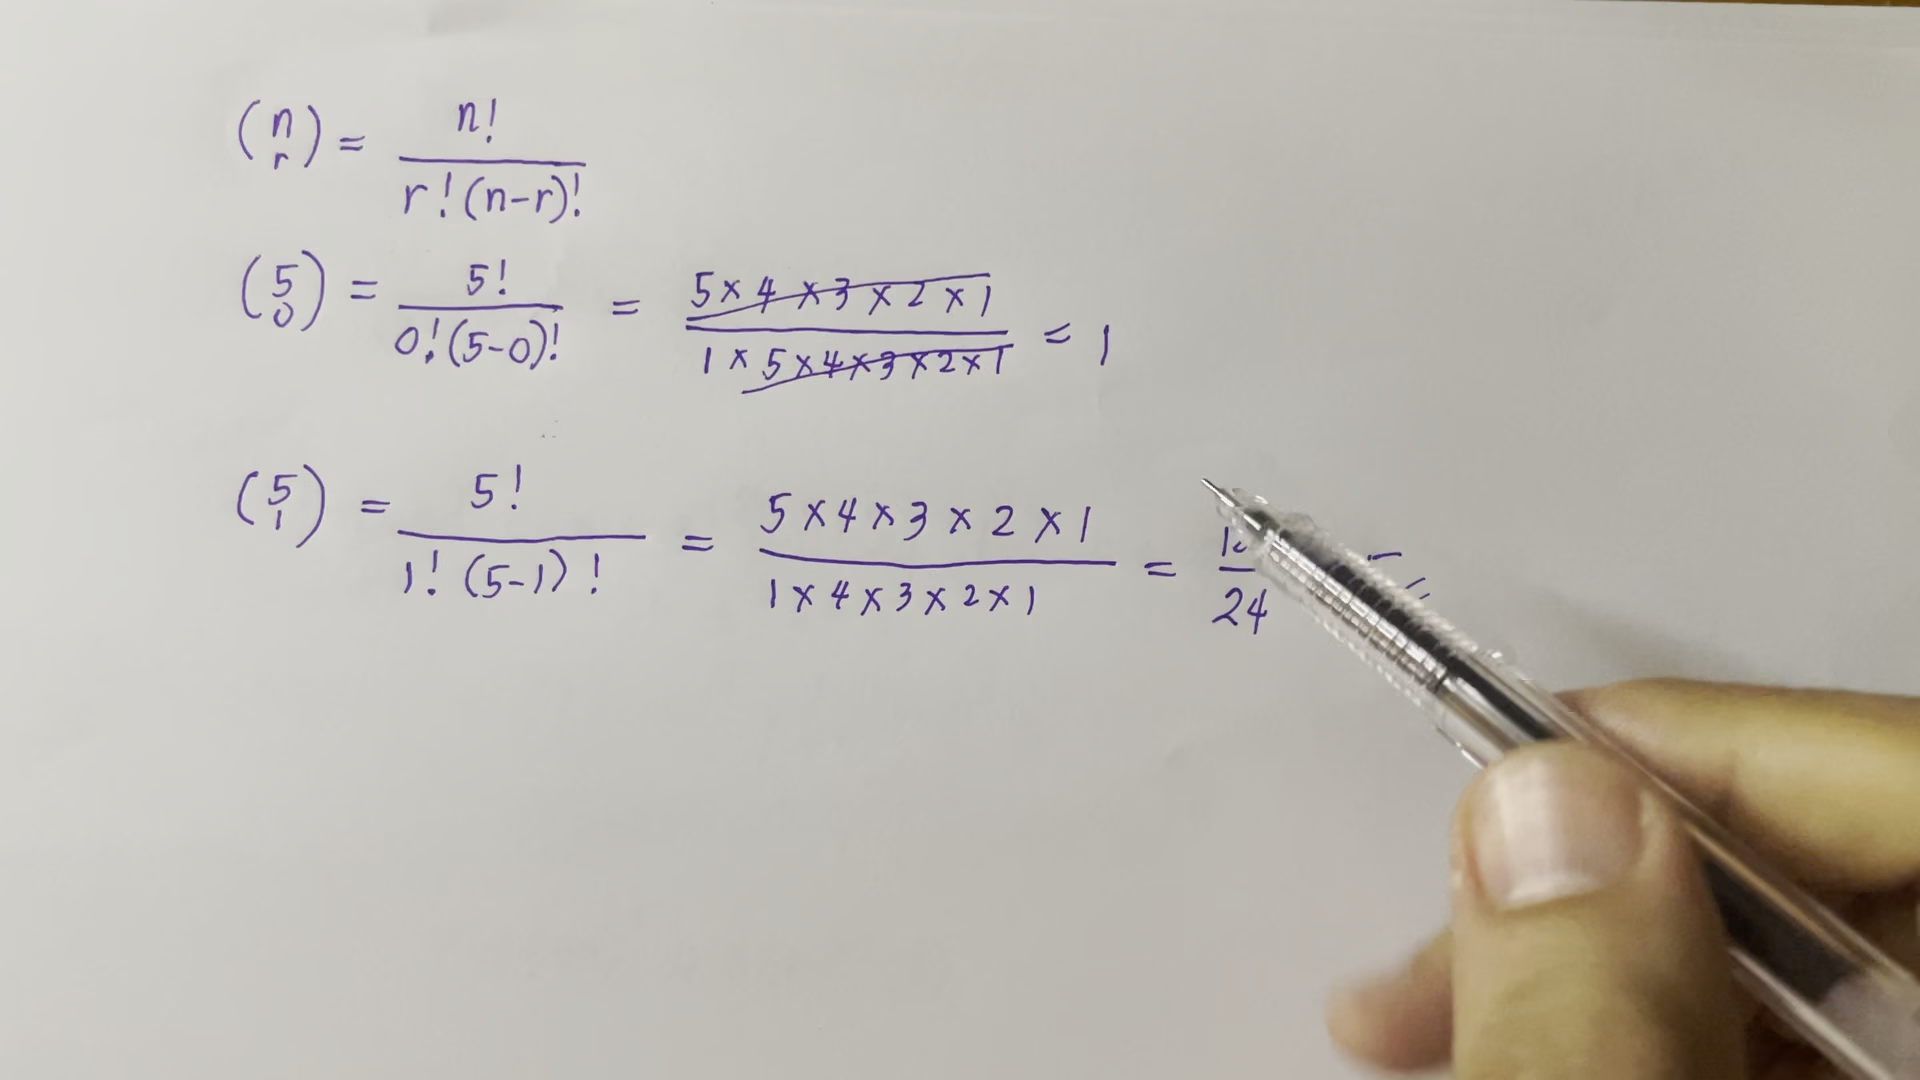 (n r) = n! / r!(n-r)!
(5 0) = 5! / 0!(5-0)! = 5×4×3×2×1 / 1×5×4×3×2×1 = 1
(5 1) = 5! / 1!(5-1)! = 5×4×3×2×1 / 1×4×3×2×1 = / 24